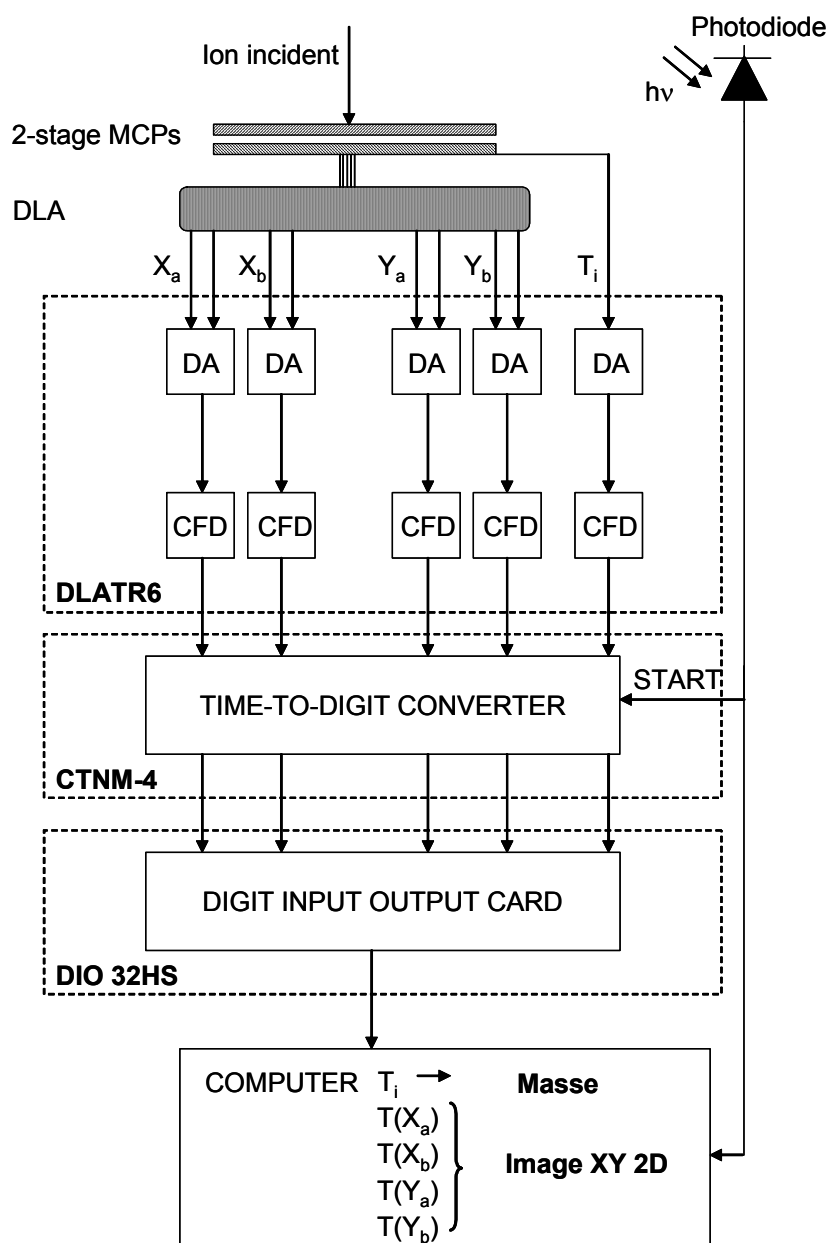 Photodiode
Ion incident
hν
2-stage MCPs
DLA
Xa Xb Ya Yb Ti
DA DA DA DA DA
CFD CFD CFD CFD CFD
DLATR6
START
TIME-TO-DIGIT CONVERTER
CTNM-4
DIGIT INPUT OUTPUT CARD
DIO 32HS
COMPUTER Ti Masse
T(Xa)
T(Xb) Image XY 2D
T(Ya)
T(Yb)